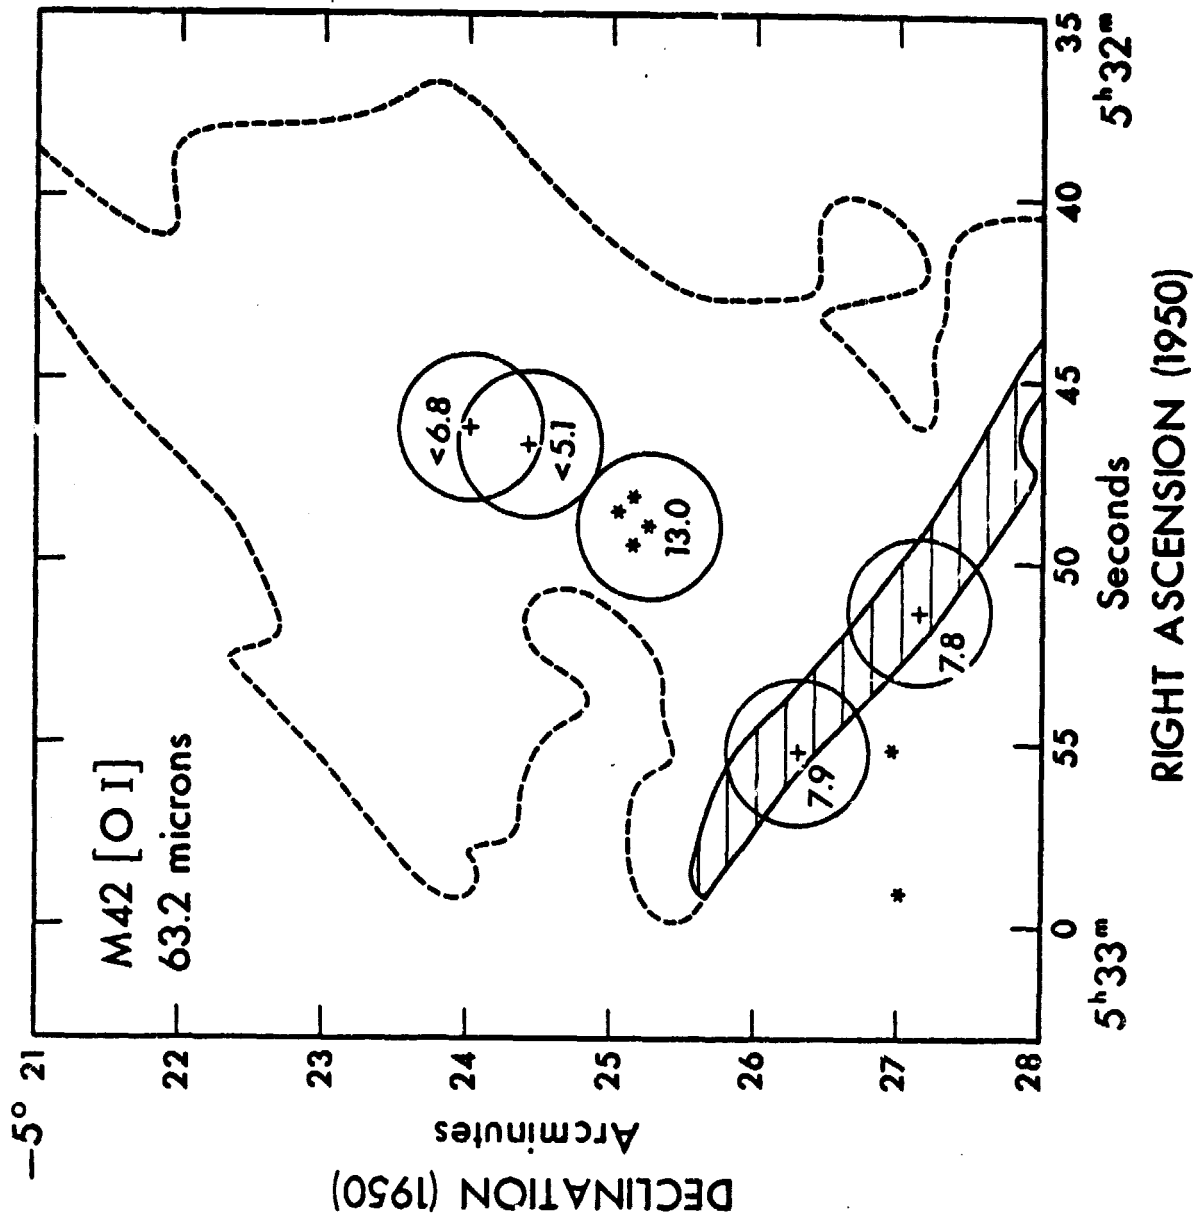 M42 [O I]
63.2 microns
<6.8
<5.1
13.0
7.9
7.8
—5°
21
22
23
24
25
26
27
28
Arcminutes
DECLINATION (1950)
5ʰ33ᵐ
0
55
50
45
40
35
5ʰ32ᵐ
Seconds
RIGHT ASCENSION (1950)